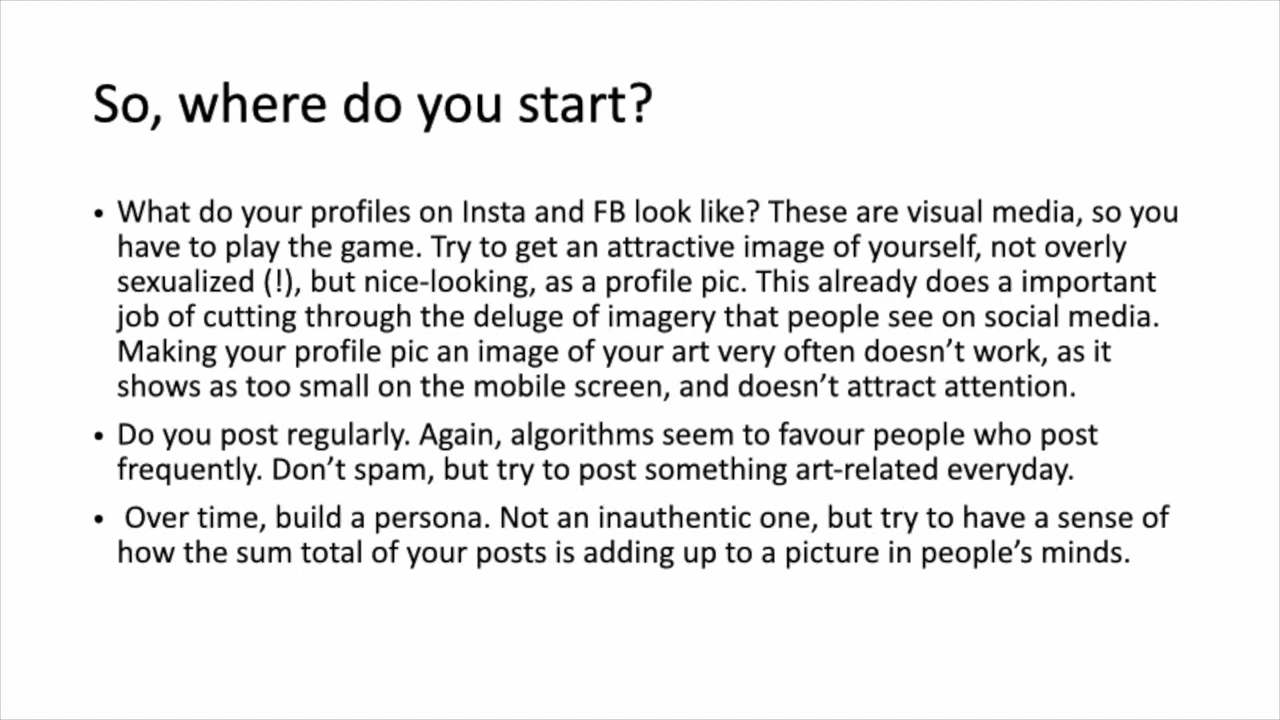 So, where do you start?
• What do your profiles on Insta and FB look like? These are visual media, so you
have to play the game. Try to get an attractive image of yourself, not overly
sexualized (!), but nice-looking, as a profile pic. This already does a important
job of cutting through the deluge of imagery that people see on social media.
Making your profile pic an image of your art very often doesn’t work, as it
shows as too small on the mobile screen, and doesn’t attract attention.
• Do you post regularly. Again, algorithms seem to favour people who post
frequently. Don’t spam, but try to post something art-related everyday.
• Over time, build a persona. Not an inauthentic one, but try to have a sense of
how the sum total of your posts is adding up to a picture in people’s minds.